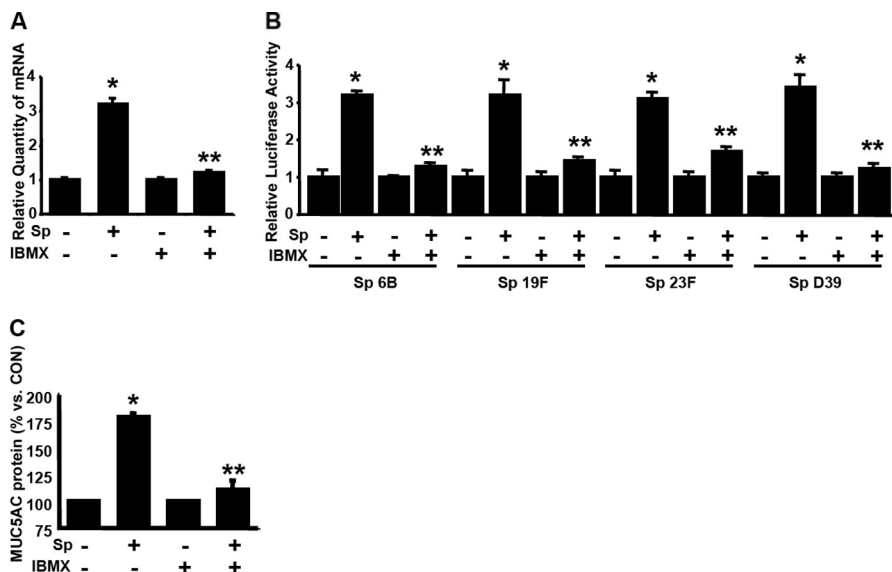 A
Relative Quantity of mRNA
4
3
2
1
0
*
**
Sp - + - +
IBMX - - + +
B
Relative Luciferase Activity
4
3
2
1
0
* ** * ** * ** * **
Sp - + - + - + - + - + - + - + - +
IBMX - - + + - - + + - - + + - - + +
Sp 6B Sp 19F Sp 23F Sp D39
C
MUC5AC protein (% vs. CON)
200
175
150
125
100
75
*
**
Sp - + - +
IBMX - - + +